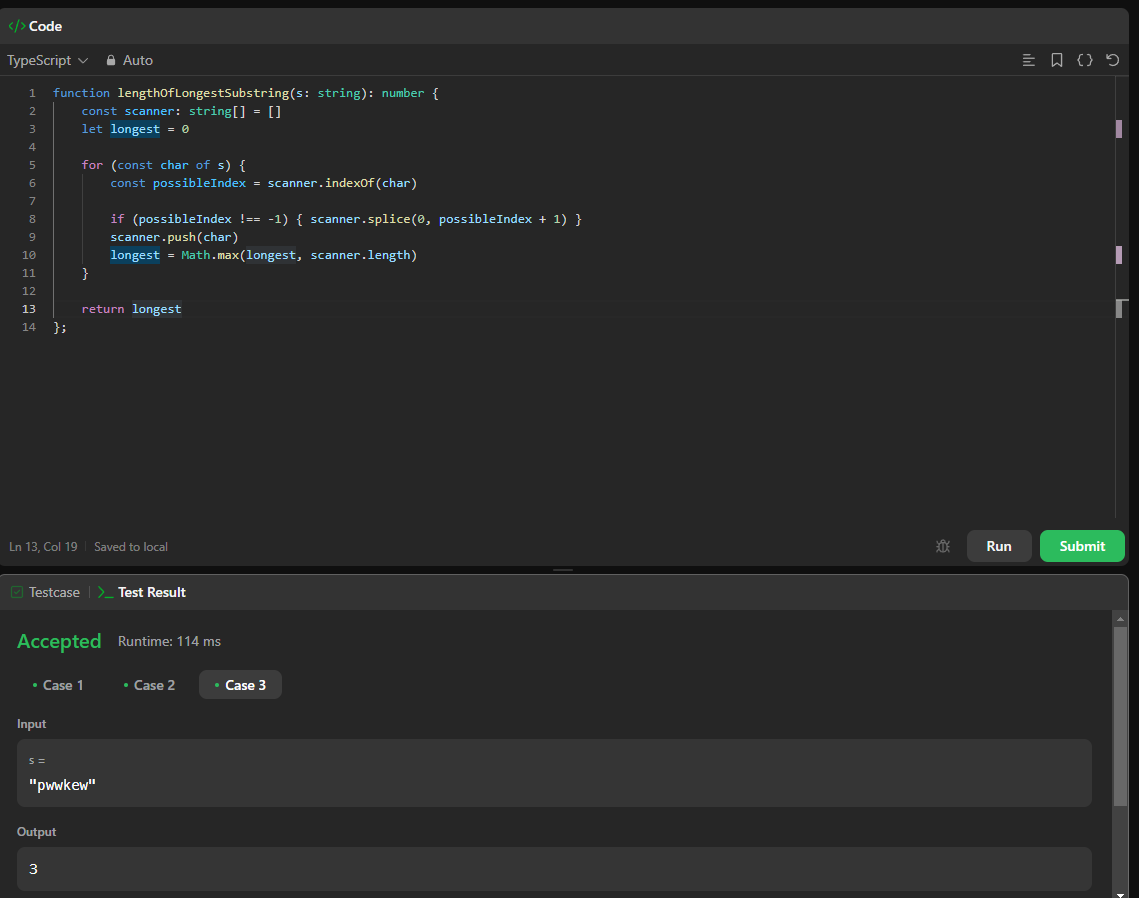 </> Code
TypeScript Auto
1 function lengthOfLongestSubstring(s: string): number {
2     const scanner: string[] = []
3     let longest = 0
4
5     for (const char of s) {
6         const possibleIndex = scanner.indexOf(char)
7
8         if (possibleIndex !== -1) { scanner.splice(0, possibleIndex + 1) }
9         scanner.push(char)
10         longest = Math.max(longest, scanner.length)
11     }
12
13     return longest
14 };
Ln 13, Col 19 Saved to local Run Submit
Testcase >_ Test Result
Accepted Runtime: 114 ms
• Case 1 • Case 2 • Case 3
Input
s =
"pwwkew"
Output
3